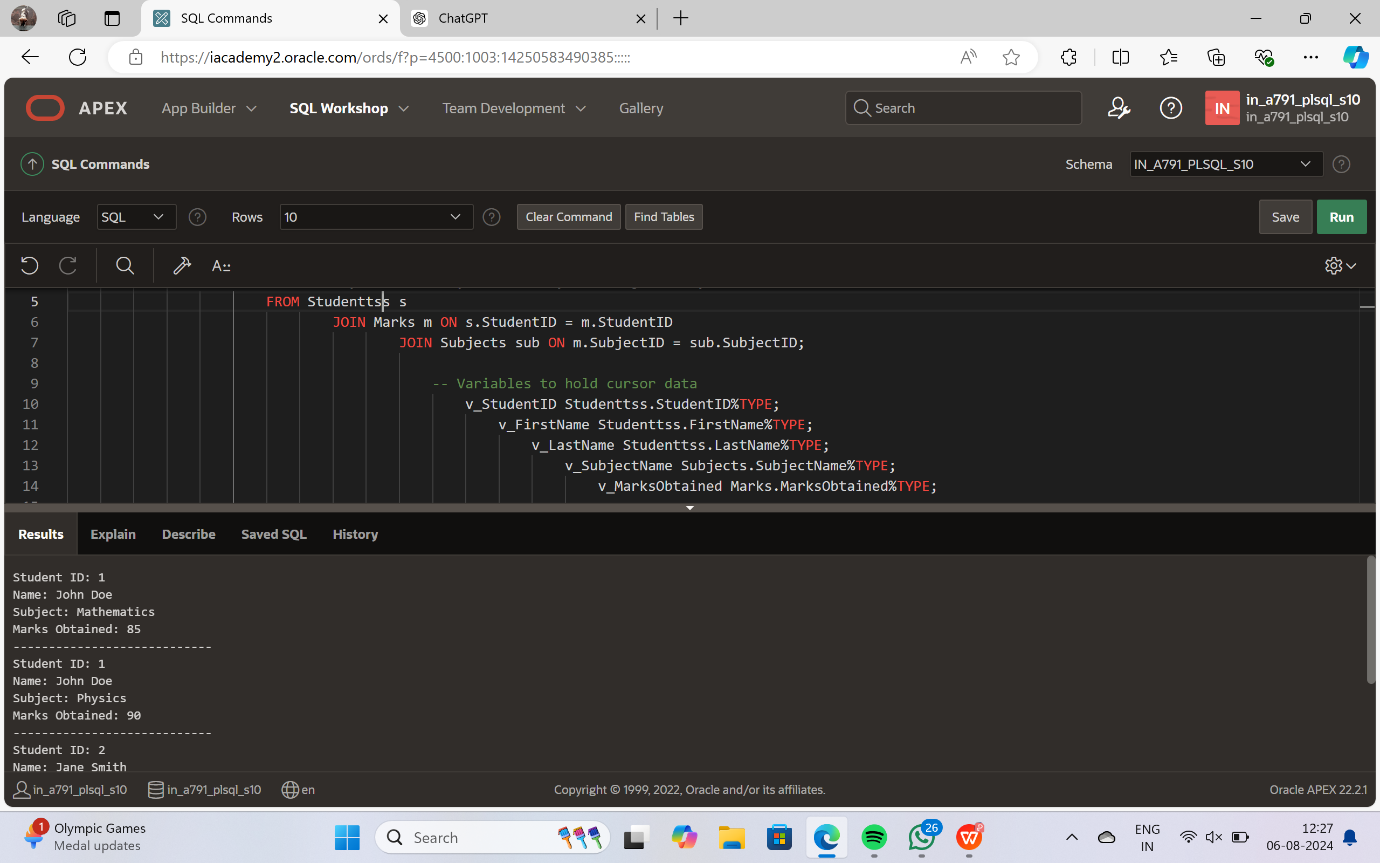 SQL Commands
ChatGPT
https://iacademy2.oracle.com/ords/f?p=4500:1003:14250583490385:::::
APEX
App Builder
SQL Workshop
Team Development
Gallery
Search
IN
in_a791_plsql_s10
in_a791_plsql_s10
SQL Commands
Schema
IN_A791_PLSQL_S10
Language
SQL
Rows
10
Clear Command
Find Tables
Save
Run
5 FROM Studenttss s
6 JOIN Marks m ON s.StudentID = m.StudentID
7 JOIN Subjects sub ON m.SubjectID = sub.SubjectID;
8
9 -- Variables to hold cursor data
10 v_StudentID Studenttss.StudentID%TYPE;
11 v_FirstName Studenttss.FirstName%TYPE;
12 v_LastName Studenttss.LastName%TYPE;
13 v_SubjectName Subjects.SubjectName%TYPE;
14 v_MarksObtained Marks.MarksObtained%TYPE;
Results
Explain
Describe
Saved SQL
History
Student ID: 1
Name: John Doe
Subject: Mathematics
Marks Obtained: 85
----------------------------
Student ID: 1
Name: John Doe
Subject: Physics
Marks Obtained: 90
----------------------------
Student ID: 2
Name: Jane Smith
in_a791_plsql_s10
in_a791_plsql_s10
en
Copyright © 1999, 2022, Oracle and/or its affiliates.
Oracle APEX 22.2.1
1
Olympic Games
Medal updates
Search
26
ENG
IN
12:27
06-08-2024